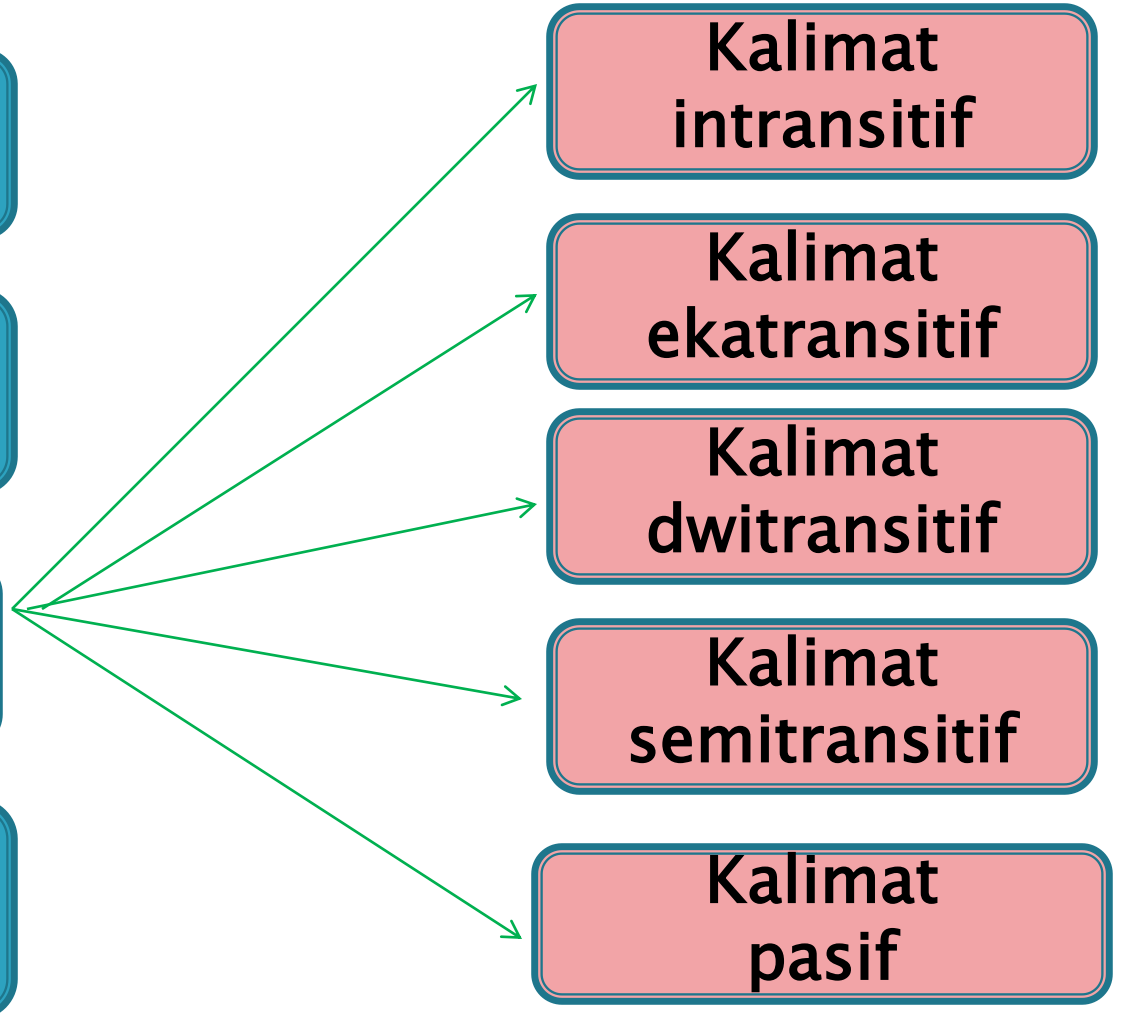 Kalimat
intransitif
Kalimat
ekatransitif
Kalimat
dwitransitif
Kalimat
semitransitif
Kalimat
pasif